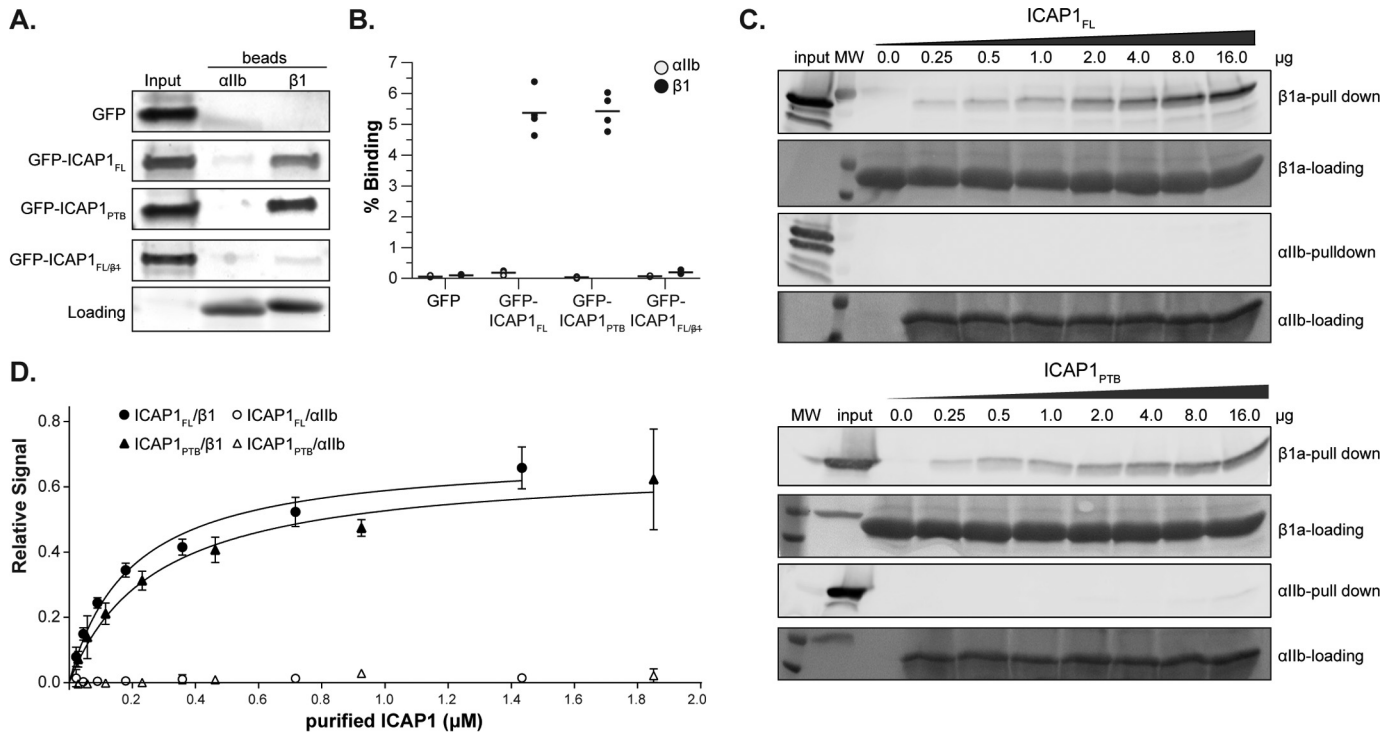 A.
beads
Input αIIb β1
GFP
GFP-ICAP1FL
GFP-ICAP1PTB
GFP-ICAP1FL/β1
Loading
B.
αIIb
β1
% Binding
7
6
5
4
3
2
1
0
GFP GFP-ICAP1FL GFP-ICAP1PTB GFP-ICAP1FL/β1
C.
ICAP1FL
input MW 0.0 0.25 0.5 1.0 2.0 4.0 8.0 16.0 µg
β1a-pull down
β1a-loading
αIIb-pulldown
αIIb-loading
ICAP1PTB
MW input 0.0 0.25 0.5 1.0 2.0 4.0 8.0 16.0 µg
β1a-pull down
β1a-loading
αIIb-pull down
αIIb-loading
D.
ICAP1FL/β1 ICAP1FL/αIIb
ICAP1PTB/β1 ICAP1PTB/αIIb
Relative Signal
0.8
0.6
0.4
0.2
0.0
0.2 0.4 0.6 0.8 1.0 1.2 1.4 1.6 1.8 2.0
purified ICAP1 (µM)